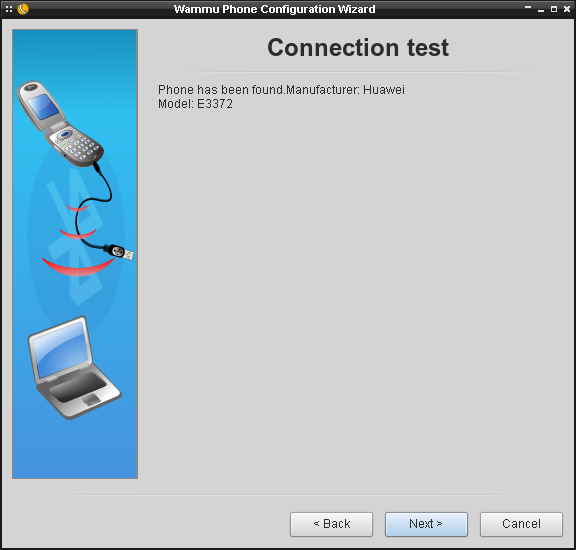 Wammu Phone Configuration Wizard
Connection test
Phone has been found.Manufacturer: Huawei
Model: E3372
< Back
Next >
Cancel